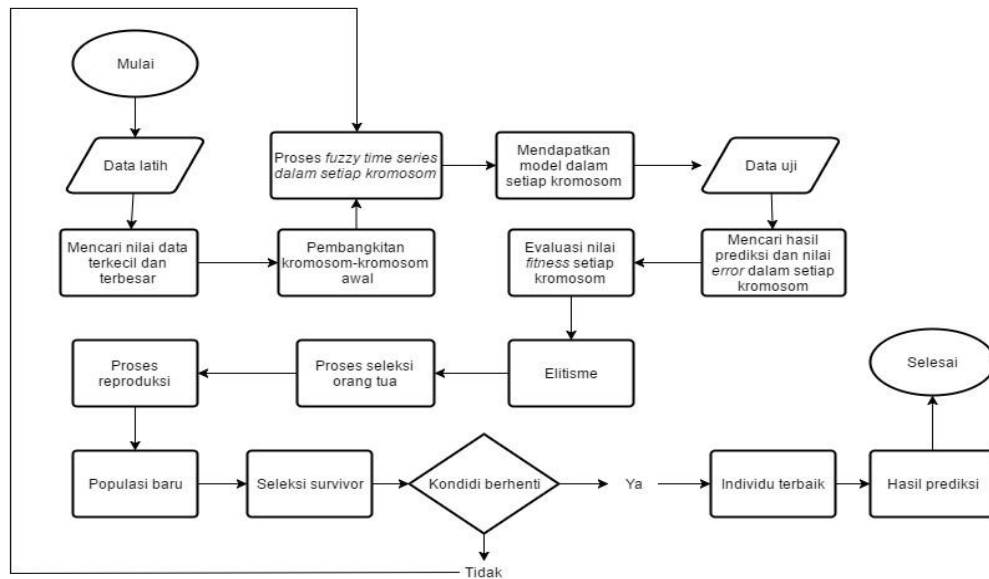 Mulai
Data latih
Proses fuzzy time series
dalam setiap kromosom
Mendapatkan
model dalam
setiap kromosom
Data uji
Mencari nilai data
terkecil dan
terbesar
Pembangkitan
kromosom-kromosom
awal
Evaluasi nilai
fitness setiap
kromosom
Mencari hasil
prediksi dan nilai
error dalam setiap
kromosom
Proses
reproduksi
Proses seleksi
orang tua
Elitisme
Selesai
Populasi baru
Seleksi survivor
Kondidi berhenti
Ya
Individu terbaik
Hasil prediksi
Tidak